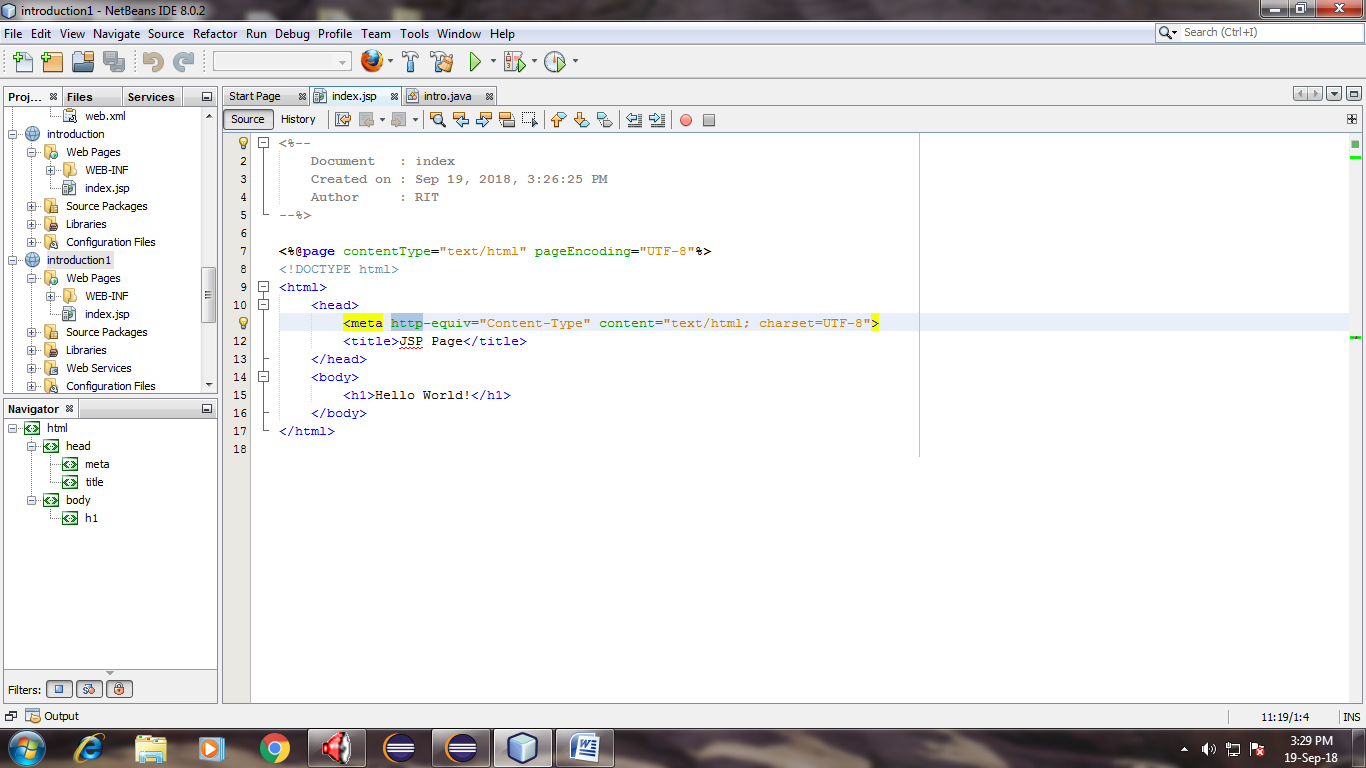 introduction1 - NetBeans IDE 8.0.2
File Edit View Navigate Source Refactor Run Debug Profile Team Tools Window Help
Search (Ctrl+I)
Proj... Files Services
web.xml
introduction
Web Pages
WEB-INF
index.jsp
Source Packages
Libraries
Configuration Files
introduction1
Web Pages
WEB-INF
index.jsp
Source Packages
Libraries
Web Services
Configuration Files
Navigator
html
head
meta
title
body
h1
Filters:
Start Page index.jsp intro.java
Source History
<%--
2 Document : index
3 Created on : Sep 19, 2018, 3:26:25 PM
4 Author : RIT
5 --%>
6
7 <%@page contentType="text/html" pageEncoding="UTF-8"%>
8 <!DOCTYPE html>
9 <html>
10 <head>
<meta http-equiv="Content-Type" content="text/html; charset=UTF-8">
12 <title>JSP Page</title>
13 </head>
14 <body>
15 <h1>Hello World!</h1>
16 </body>
17 </html>
18
Output
11:19/1:4 INS
3:29 PM
19-Sep-18